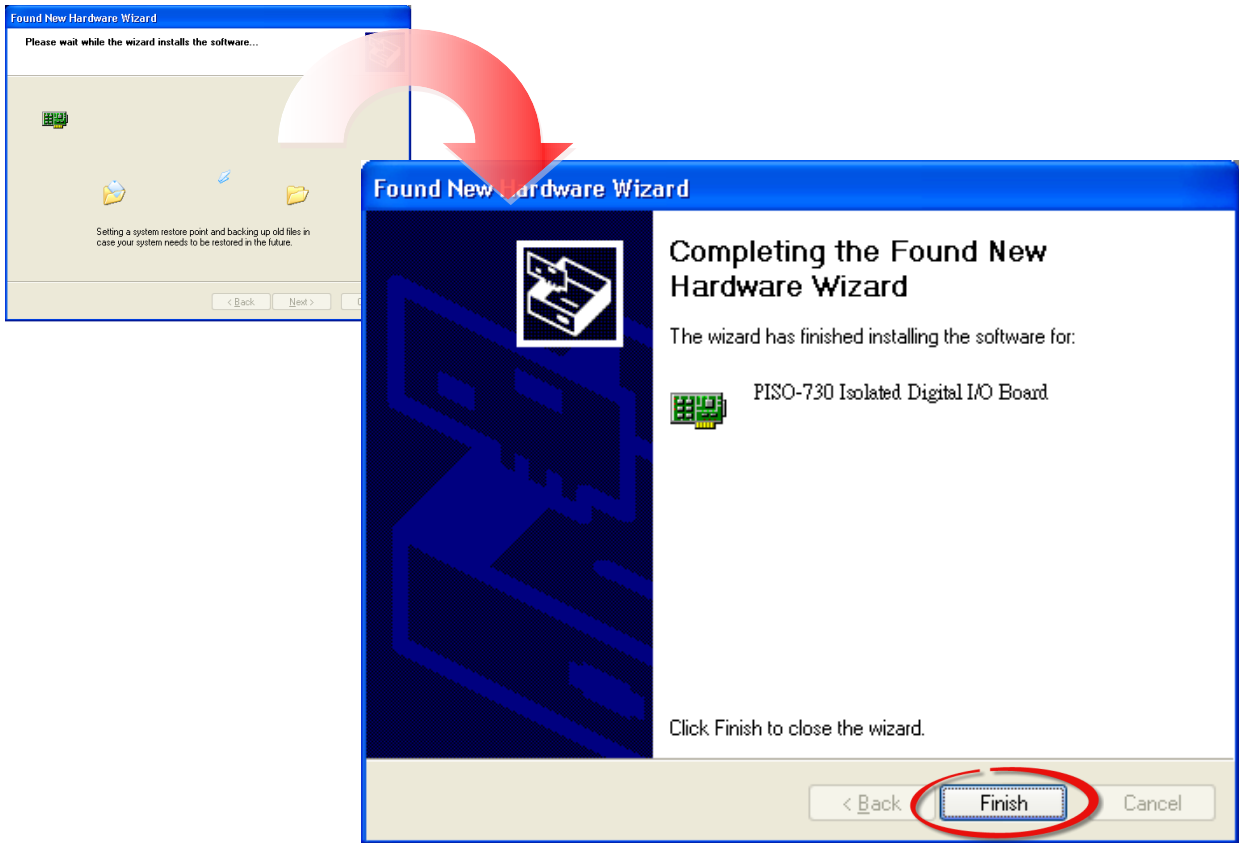 Found New Hardware Wizard
Please wait while the wizard installs the software...
Setting a system restore point and backing up old files in
case your system needs to be restored in the future.
< Back
Next >
Found New Hardware Wizard
Completing the Found New
Hardware Wizard
The wizard has finished installing the software for:
PISO-730 Isolated Digital I/O Board
Click Finish to close the wizard.
< Back
Finish
Cancel